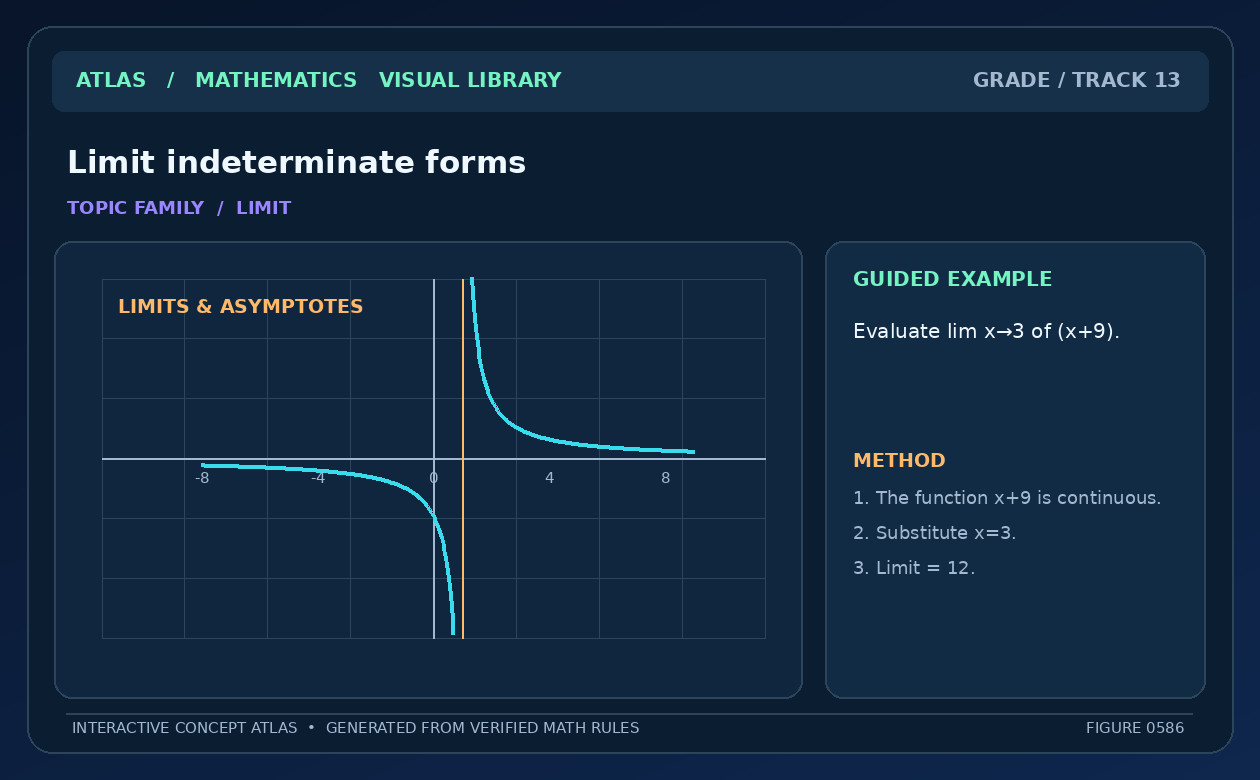 ATLAS / MATHEMATICS VISUAL LIBRARY
GRADE / TRACK 13
Limit indeterminate forms
TOPIC FAMILY / LIMIT
LIMITS & ASYMPTOTES
-8 -4 0 4 8
GUIDED EXAMPLE
Evaluate lim x→3 of (x+9).
METHOD
1. The function x+9 is continuous.
2. Substitute x=3.
3. Limit = 12.
INTERACTIVE CONCEPT ATLAS • GENERATED FROM VERIFIED MATH RULES
FIGURE 0586